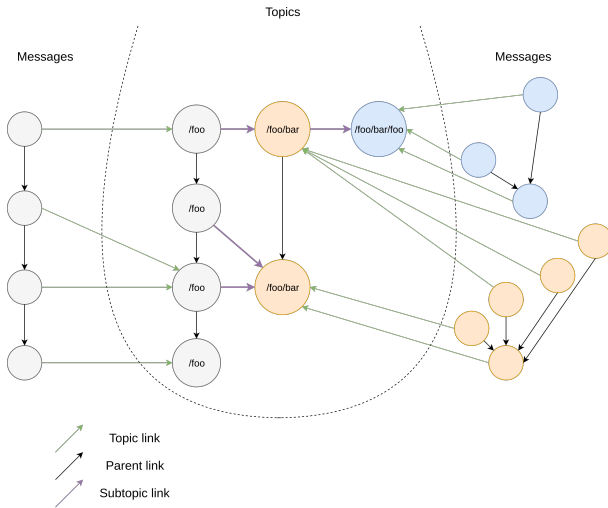 Topics
Messages
Messages
/foo
/foo/bar
/foo/bar/foo
/foo
/foo
/foo/bar
/foo
Topic link
Parent link
Subtopic link